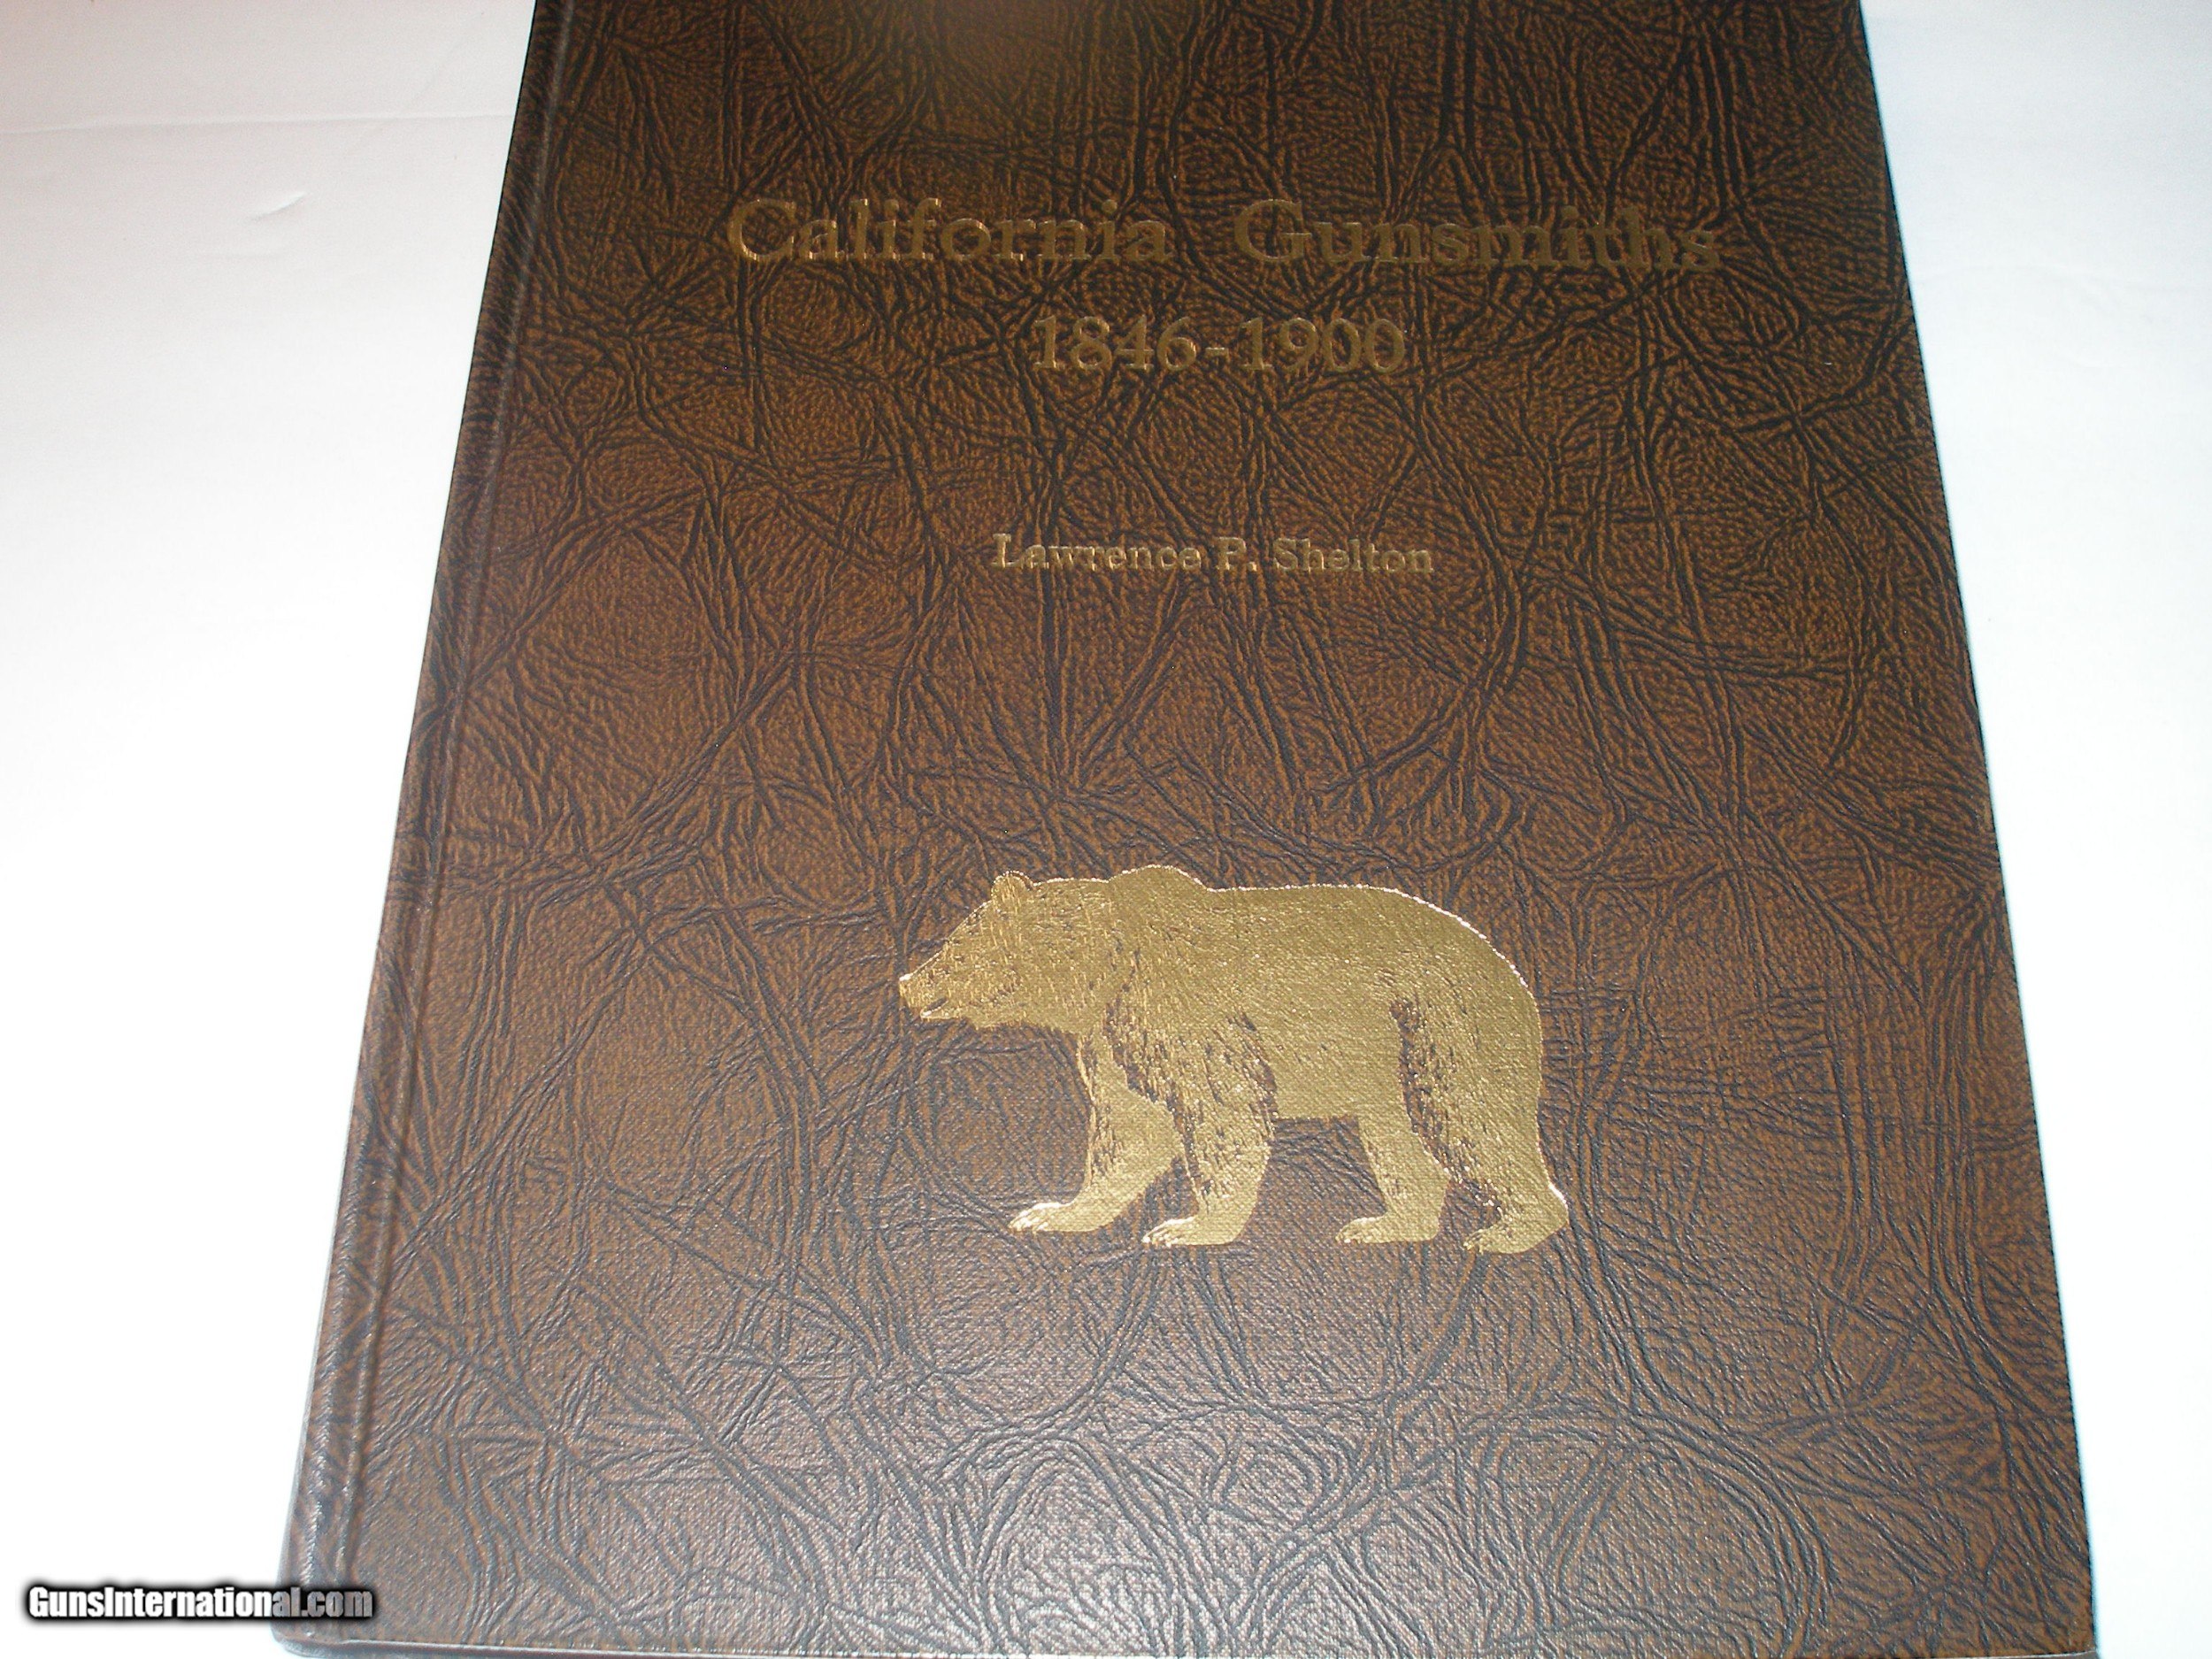 California Gunsmiths
1846-1900
Lawrence P. Shelton
GunsInternational.com